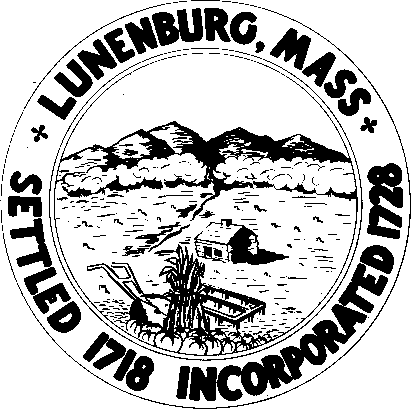 * LUNENBURG, MASS *
SETTLED 1718 INCORPORATED 1728